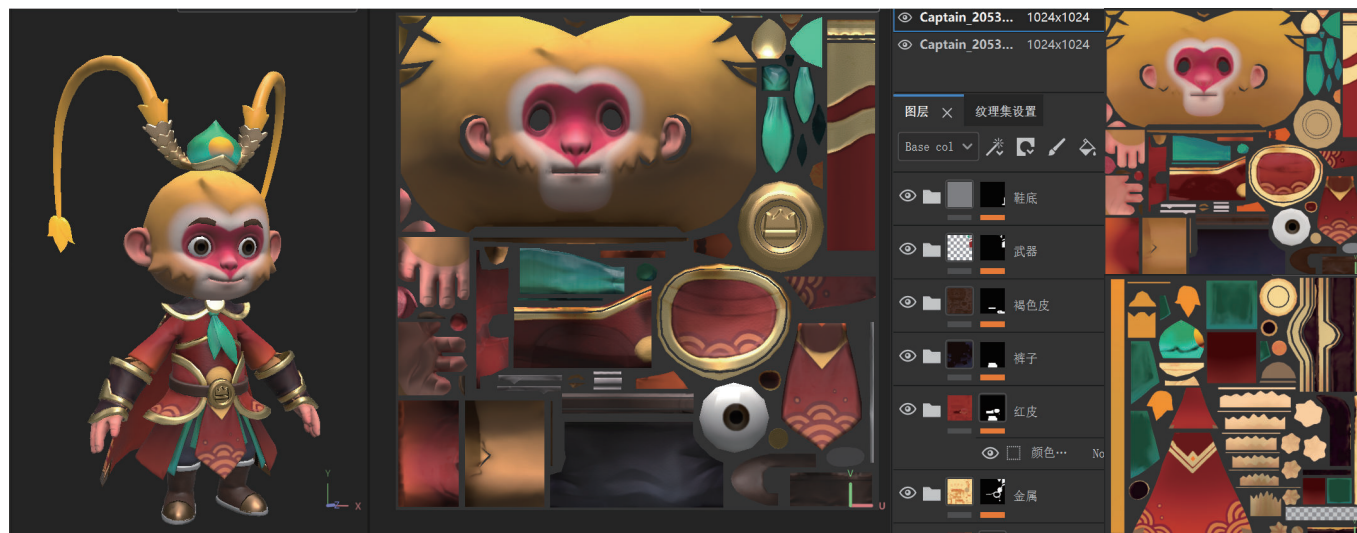 Captain_2053... 1024x1024
Captain_2053... 1024x1024
图层 × 纹理集设置
Base col
鞋底
武器
褐色皮
裤子
红皮
颜色… No
金属
Y
Z X
V
U